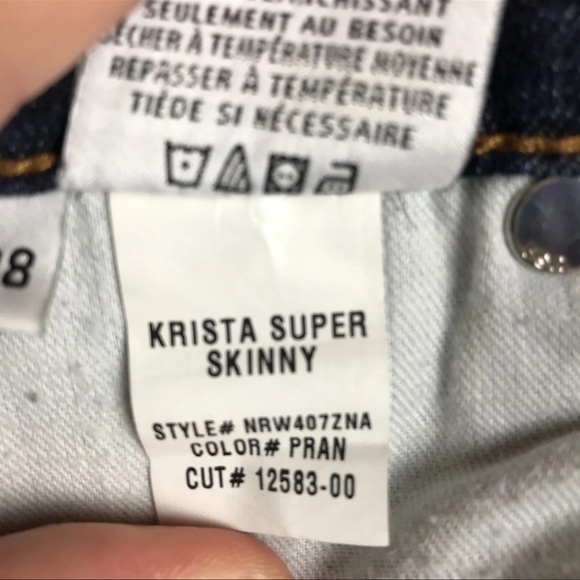 SEULEMENT AU BESOIN
SÉCHER À TEMPÉRATURE MOYENNE
REPASSER À TEMPÉRATURE
TIÈDE SI NÉCESSAIRE
8
KRISTA SUPER
SKINNY
STYLE# NRW407ZNA
COLOR# PRAN
CUT# 12583-00